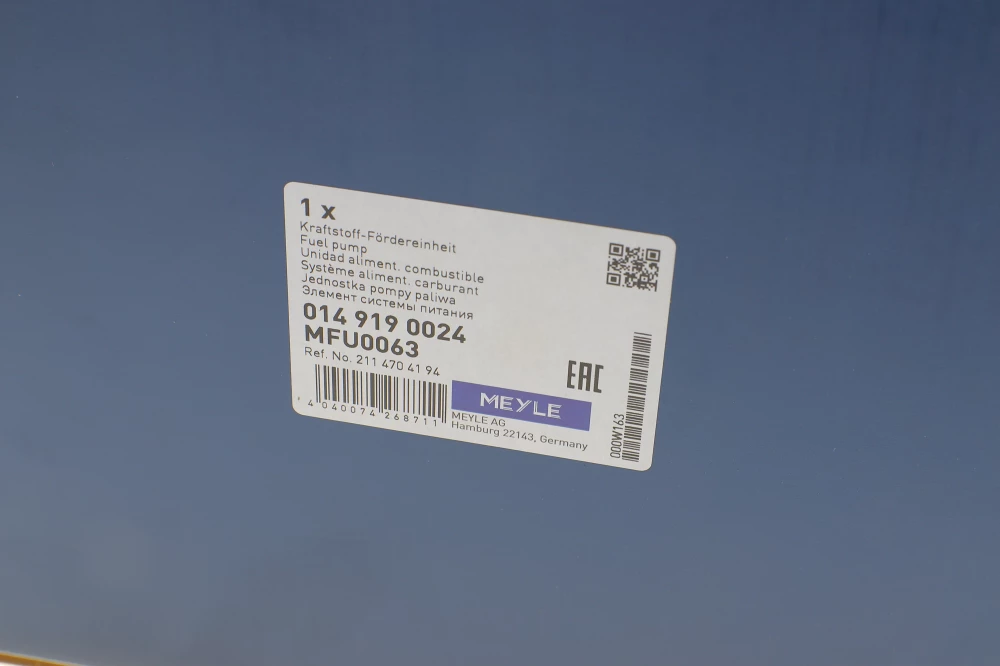 1 x
Kraftstoff-Fördereinheit
Fuel pump
Unidad aliment. combustible
Système aliment. carburant
Jednostka pompy paliwa
Элемент системы питания
014 919 0024
MFU0063
Ref. No. 211 470 41 94
4 040074 268711
MEYLE
MEYLE AG
Hamburg 22143, Germany
EAC
000W163